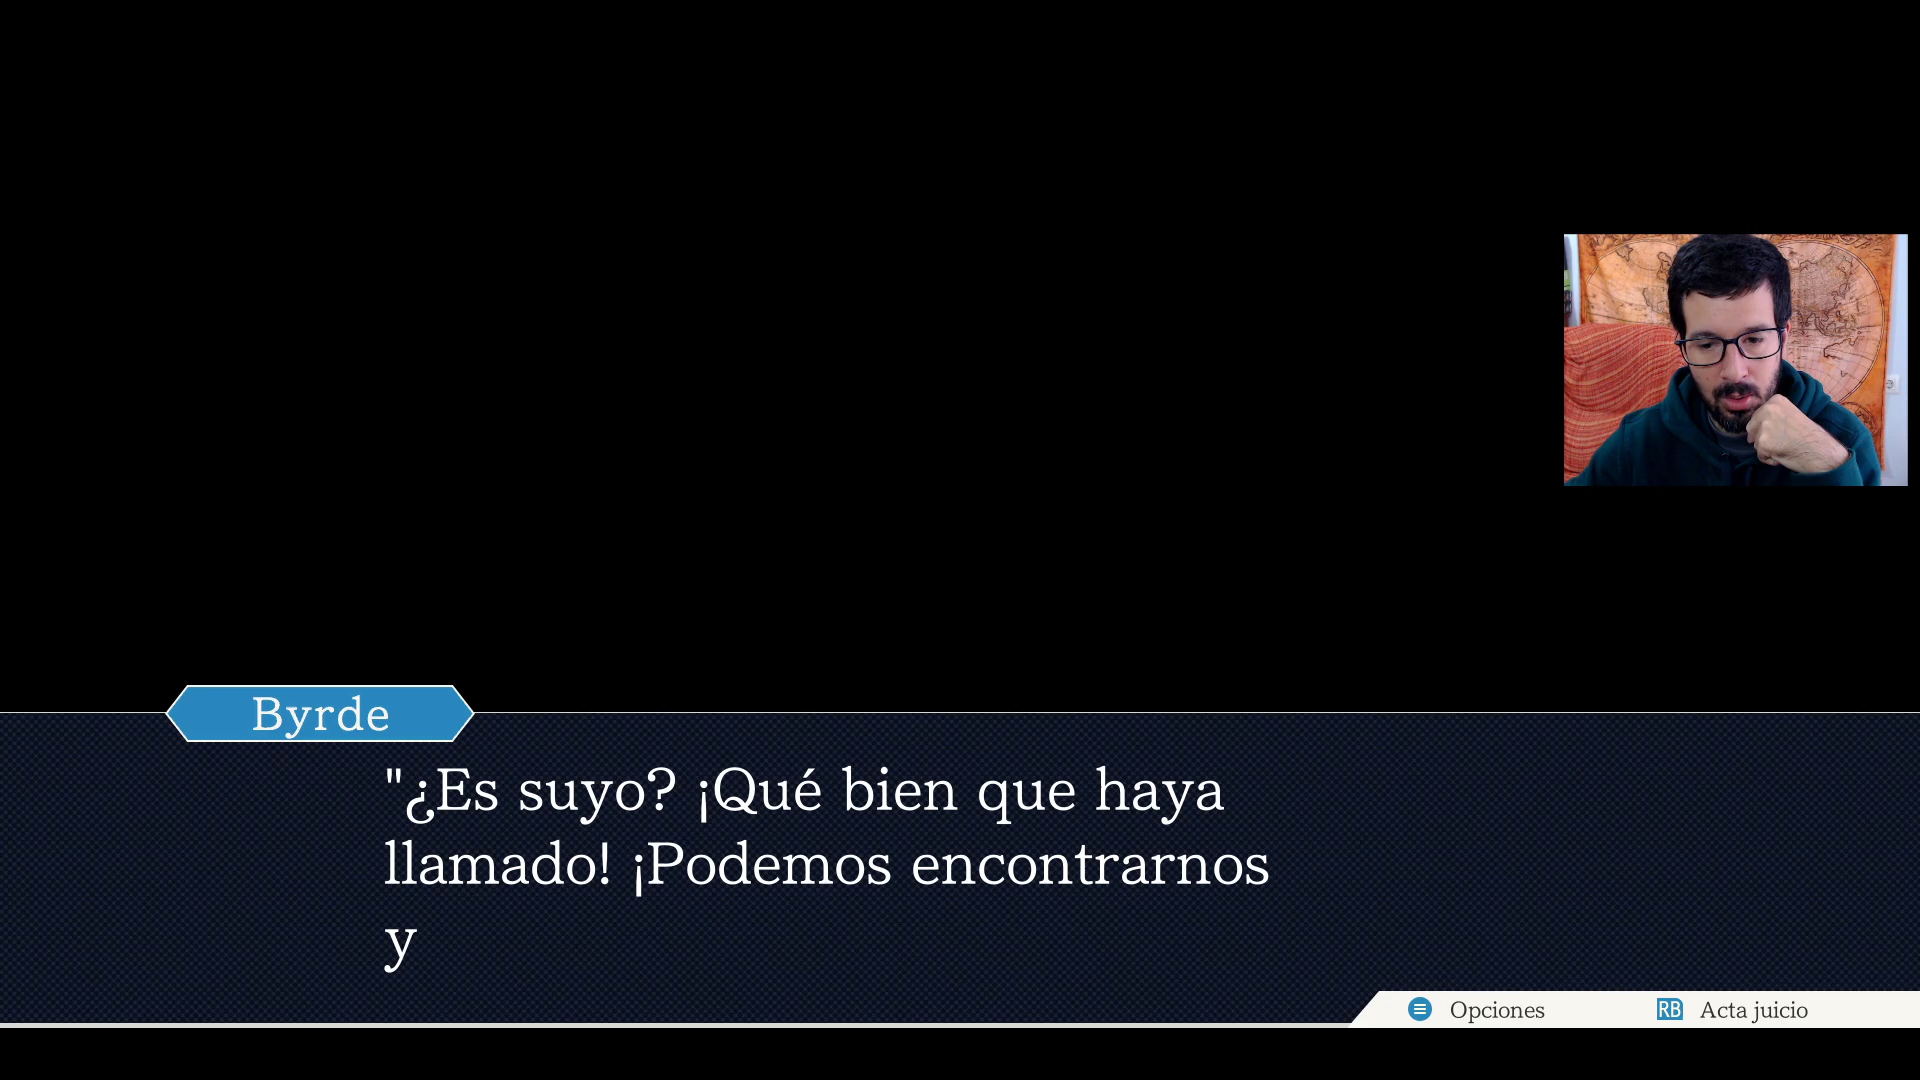 Byrde
"¿Es suyo? ¡Qué bien que haya
llamado! ¡Podemos encontrarnos
y
Opciones
RB Acta juicio